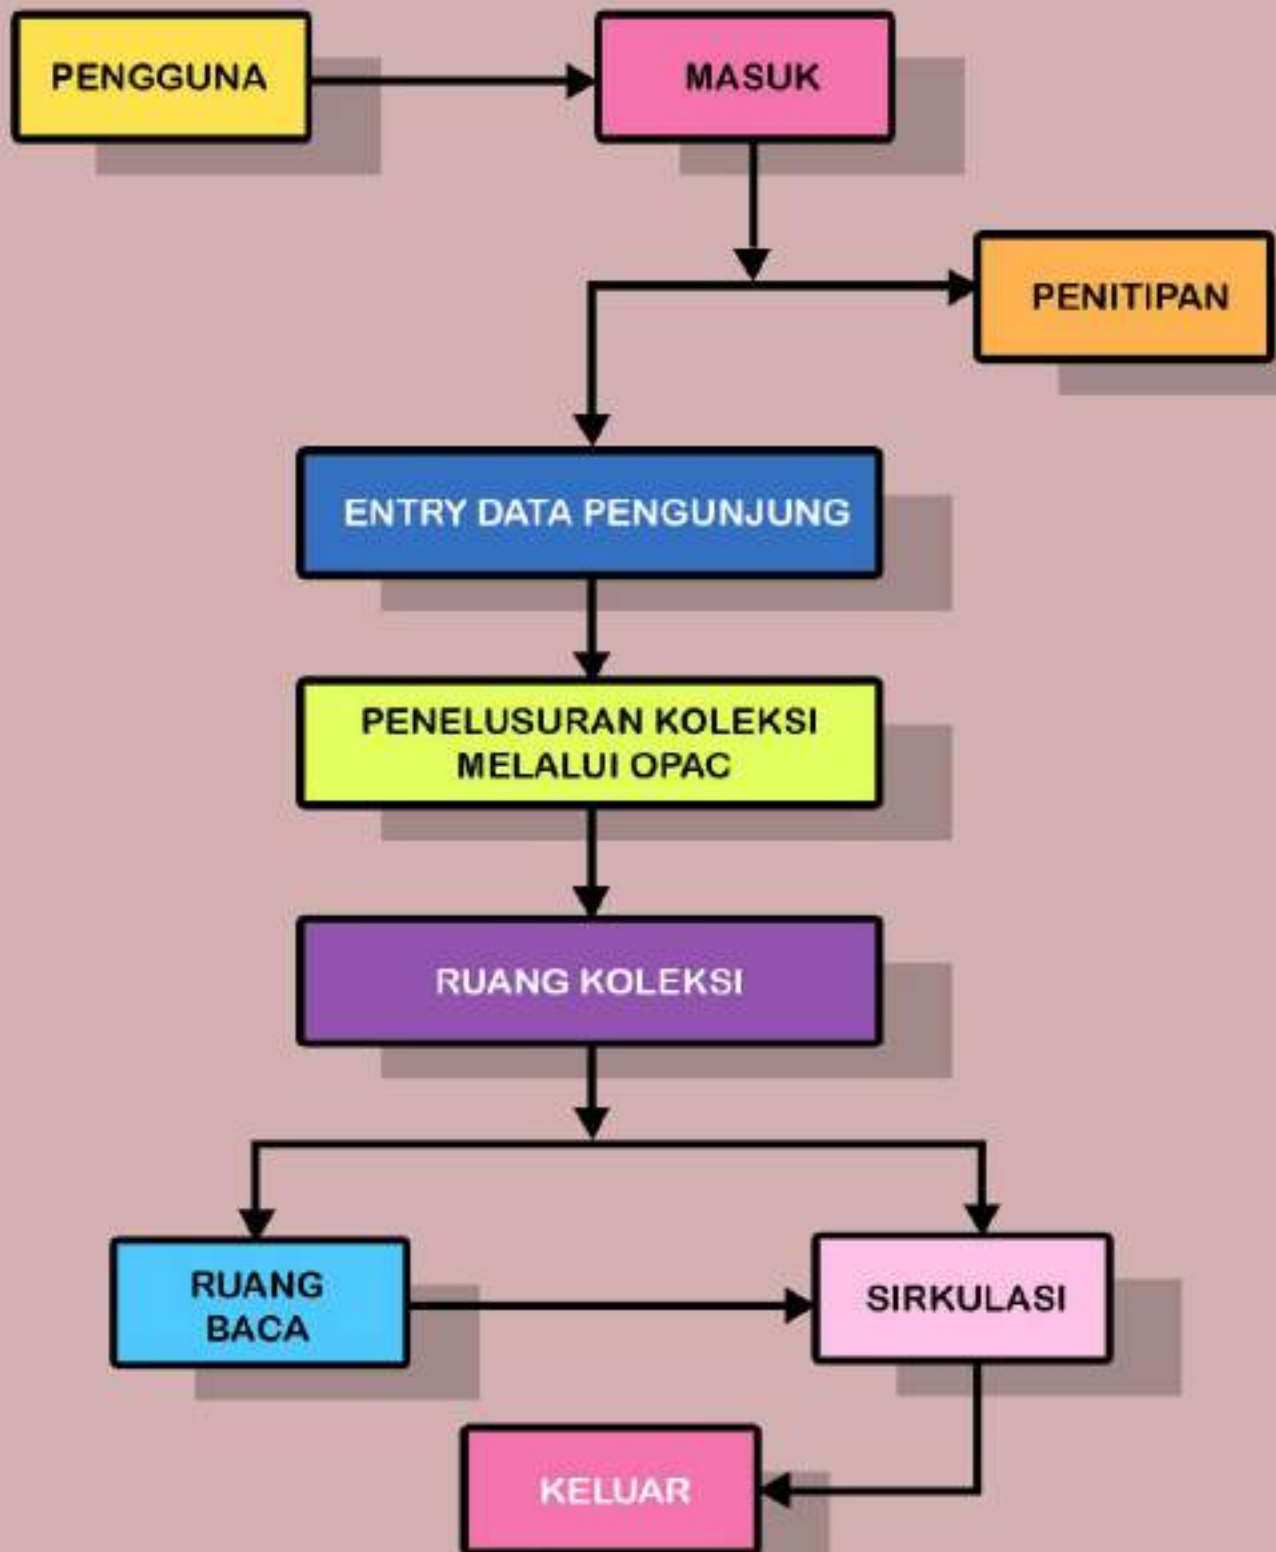 PENGGUNA
MASUK
PENITIPAN
ENTRY DATA PENGUNJUNG
PENELUSURAN KOLEKSI
MELALUI OPAC
RUANG KOLEKSI
RUANG
BACA
SIRKULASI
KELUAR